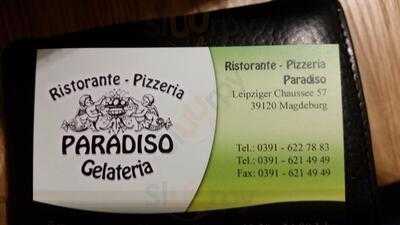 Ristorante - Pizzeria
PARADISO
Gelateria
Ristorante - Pizzeria
Paradiso
Leipziger Chaussee 57
39120 Magdeburg
Tel.: 0391 - 622 78 83
Tel.: 0391 - 621 49 49
Fax: 0391 - 621 49 49